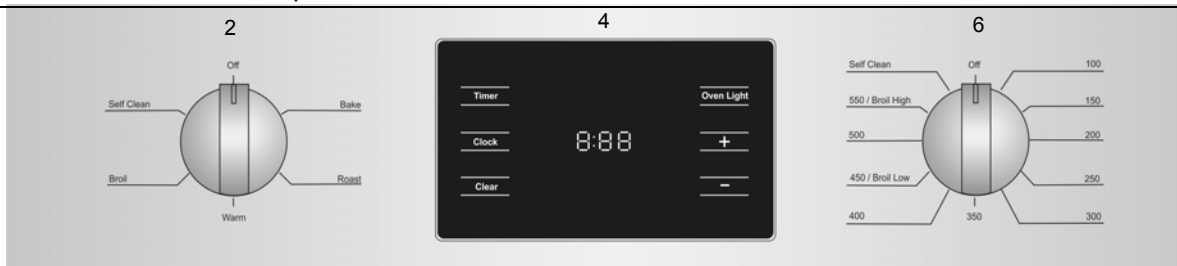 2
4
6
Off
Self Clean
Bake
Broil
Roast
Warm
Timer
Oven Light
Clock
8:88
+
Clear
−
Off
Self Clean
100
550 / Broil High
150
500
200
450 / Broil Low
250
400
350
300